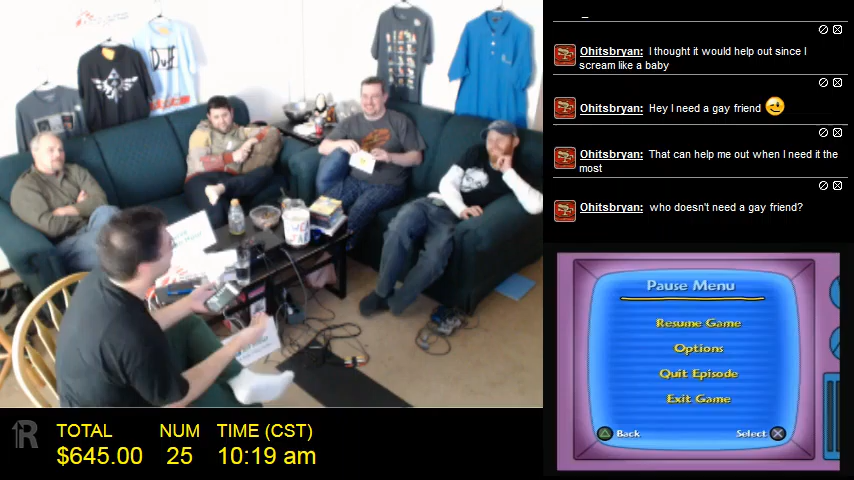 Ohitsbryan: I thought it would help out since I
scream like a baby
Ohitsbryan: Hey I need a gay friend
Ohitsbryan: That can help me out when I need it the
most
Ohitsbryan: who doesn't need a gay friend?
Duff
Pause Menu
Resume Game
Options
Quit Episode
Exit Game
Back
Select
R
TOTAL NUM TIME (CST)
$645.00 25 10:19 am